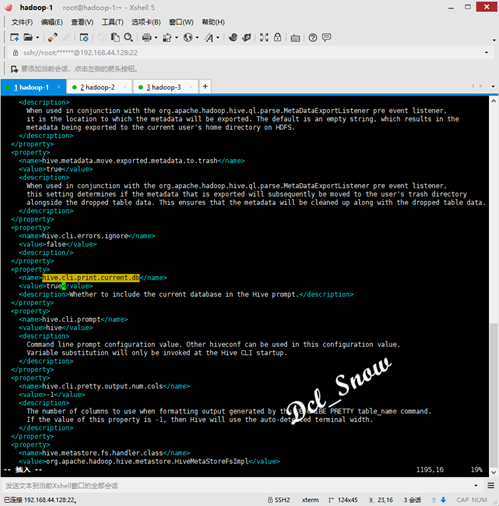 hadoop-1    root@hadoop-1:~ - Xshell 5
文件(F)  编辑(E)  查看(V)  工具(T)  选项卡(B)  窗口(W)  帮助(H)
ssh://root:******@192.168.44.128:22
要添加当前会话，点击左侧的箭头按钮。
1 hadoop-1  2 hadoop-2  3 hadoop-3  +
<description>
When used in conjunction with the org.apache.hadoop.hive.ql.parse.MetaDataExportListener pre event listener,
it is the location to which the metadata will be exported. The default is an empty string, which results in the
metadata being exported to the current user's home directory on HDFS.
</description>
</property>
<property>
<name>hive.metadata.move.exported.metadata.to.trash</name>
<value>true</value>
<description>
When used in conjunction with the org.apache.hadoop.hive.ql.parse.MetaDataExportListener pre event listener,
this setting determines if the metadata that is exported will subsequently be moved to the user's trash directory
alongside the dropped table data. This ensures that the metadata will be cleaned up along with the dropped table data.
</description>
</property>
<property>
<name>hive.cli.errors.ignore</name>
<value>false</value>
<description/>
</property>
<property>
<name>hive.cli.print.current.db</name>
<value>true</value>
<description>Whether to include the current database in the Hive prompt.</description>
</property>
<property>
<name>hive.cli.prompt</name>
<value>hive</value>
<description>
Command line prompt configuration value. Other hiveconf can be used in this configuration value.
Variable substitution will only be invoked at the Hive CLI startup.
</description>
</property>
<property>
<name>hive.cli.pretty.output.num.cols</name>
<value>-1</value>
<description>
The number of columns to use when formatting output generated by the DESCRIBE PRETTY table_name command.
If the value of this property is -1, then Hive will use the auto-detected terminal width.
</description>
</property>
<property>
<name>hive.metastore.fs.handler.class</name>
<value>org.apache.hadoop.hive.metastore.HiveMetaStoreFsImpl</value>
-- 插入 --  1195,16  19%
Dcl_Snow
发送文本到当前Xshell窗口的全部会话
已连接 192.168.44.128:22。  SSH2  xterm  124x45  23,16  3 会话  CAP  NUM